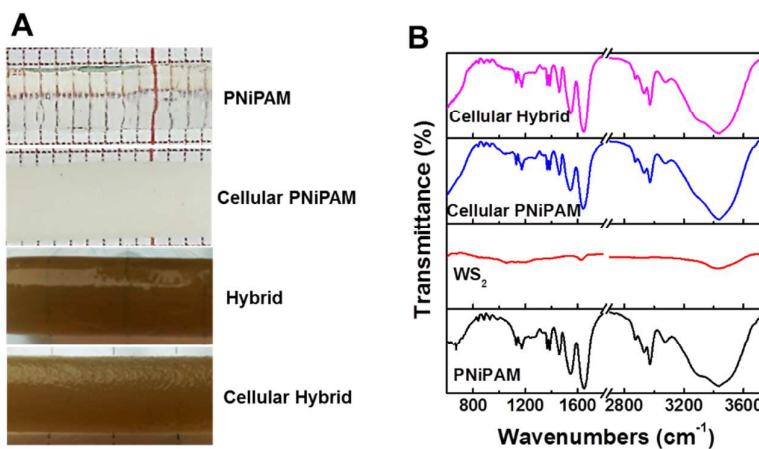 A
PNiPAM
Cellular PNiPAM
Hybrid
Cellular Hybrid
B
Transmittance (%)
Cellular Hybrid
Cellular PNiPAM
WS₂
PNiPAM
800 1200 1600 2800 3200 3600
Wavenumbers (cm⁻¹)